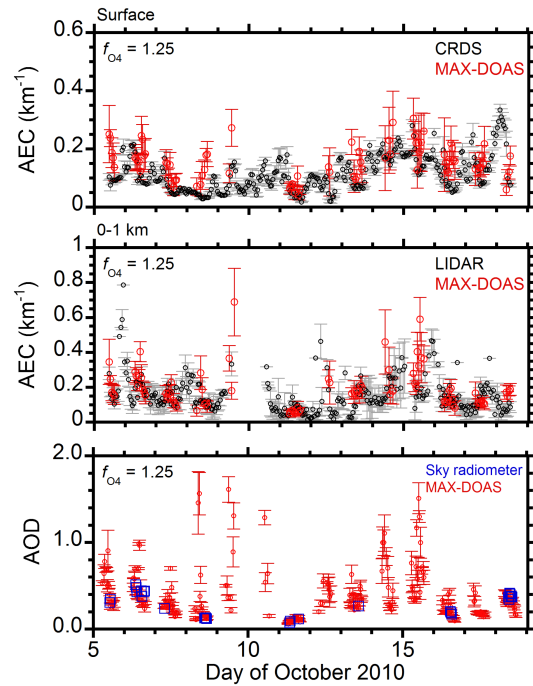 Surface
0.6
f O4 = 1.25
CRDS
MAX-DOAS
0.4
AEC (km-1)
0.2
0
0-1 km
1
f O4 = 1.25
LIDAR
MAX-DOAS
0.8
0.6
AEC (km-1)
0.4
0.2
0
2.0
f O4 = 1.25
Sky radiometer
MAX-DOAS
1.0
AOD
0.0
5
10
15
Day of October 2010